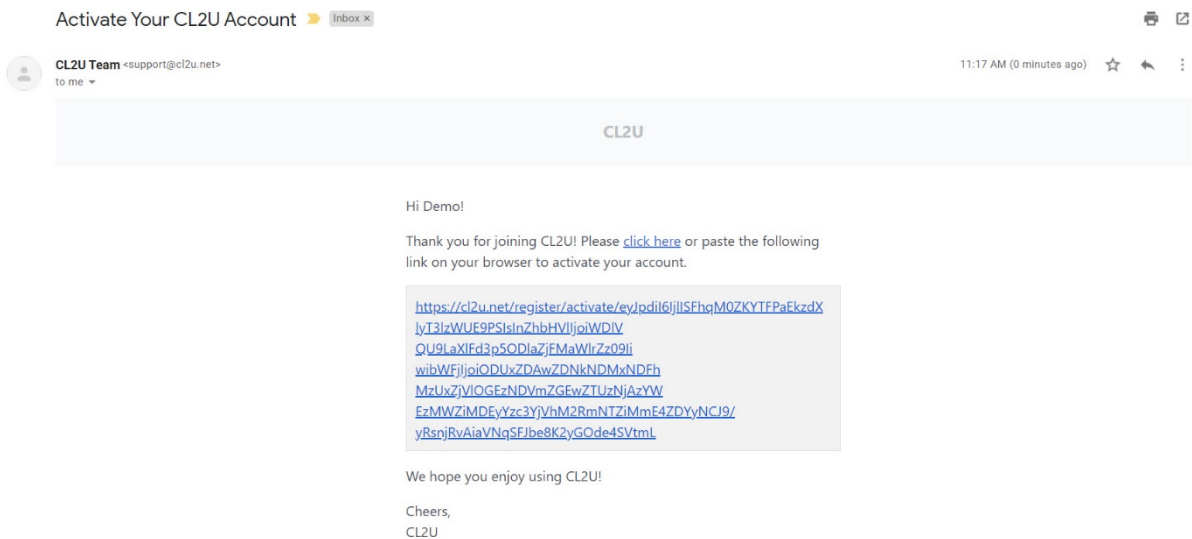 Activate Your CL2U Account Inbox ×
CL2U Team <support@cl2u.net> 11:17 AM (0 minutes ago)
to me
CL2U
Hi Demo!
Thank you for joining CL2U! Please click here or paste the following
link on your browser to activate your account.
https://cl2u.net/register/activate/eyJpdiI6IjlISFhqM0ZKYTFPaEkzdX
lyT3lzWUE9PSIsInZhbHVlIjoiWDlV
QU9LaXlFd3p5ODlaZjFMaWlrZz09Ii
wibWFjIjoiODUxZDAwZDNkNDMxNDFh
MzUxZjVlOGEzNDVmZGEwZTUzNjAzYW
EzMWZiMDEyYzc3YjVhM2RmNTZiMmE4ZDYyNCJ9/
yRsnjRvAiaVNqSFJbe8K2yGOde4SVtmL
We hope you enjoy using CL2U!
Cheers,
CL2U